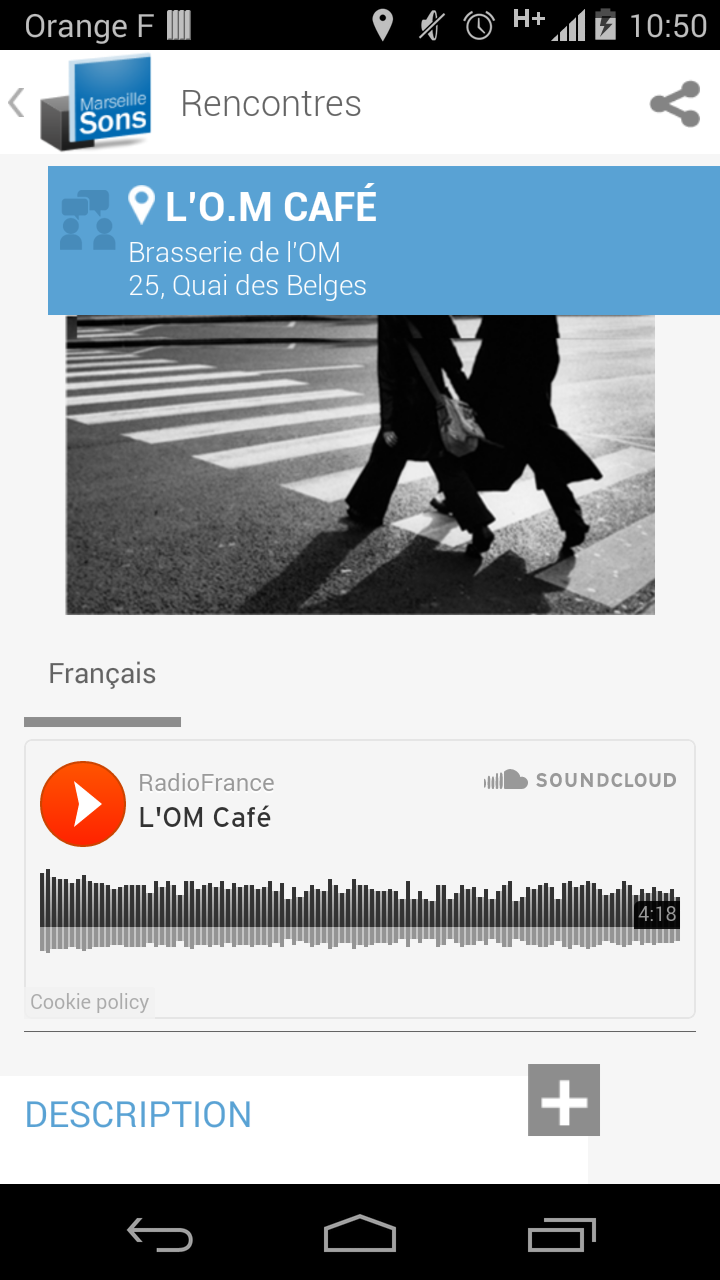 Orange F
H+
10:50
Marseille
Sons
Rencontres
L'O.M CAFÉ
Brasserie de l'OM
25, Quai des Belges
Français
RadioFrance
SOUNDCLOUD
L'OM Café
4:18
Cookie policy
DESCRIPTION